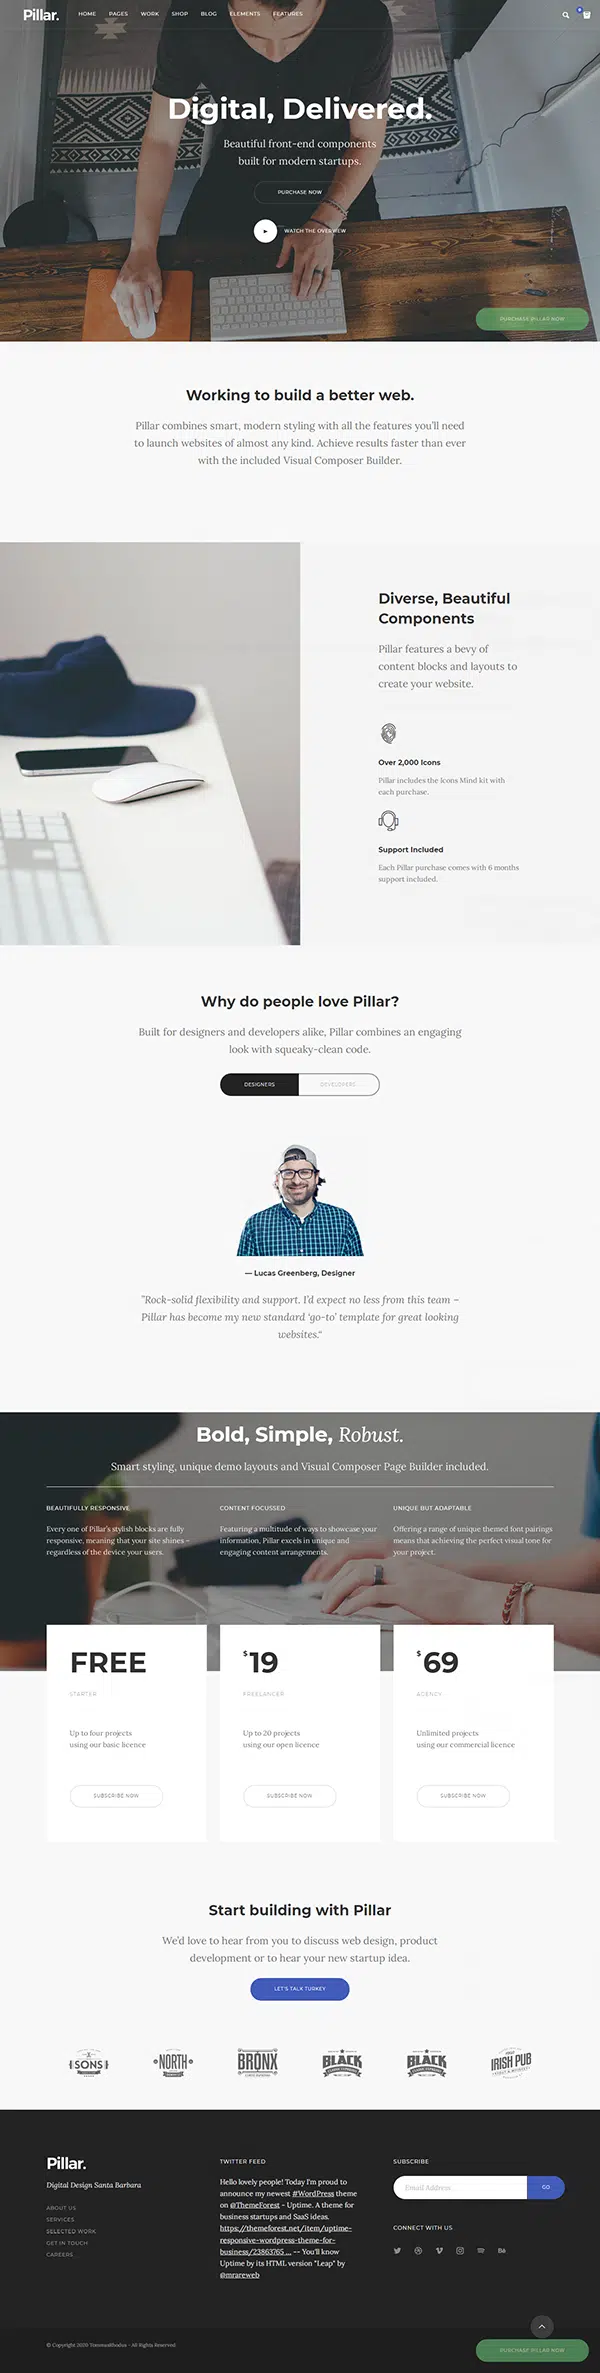 Pillar.
HOME PAGES WORK SHOP BLOG ELEMENTS FEATURES
Digital, Delivered.
Beautiful front-end components
built for modern startups.
PURCHASE NOW
WATCH THE OVERVIEW
PURCHASE PILLAR NOW
Working to build a better web.
Pillar combines smart, modern styling with all the features you'll need
to launch websites of almost any kind. Achieve results faster than ever
with the included Visual Composer Builder.
Diverse, Beautiful
Components
Pillar features a bevy of
content blocks and layouts to
create your website.
Over 2,000 Icons
Pillar includes the Icons Mind kit with
each purchase.
Support Included
Each Pillar purchase comes with 6 months
support included.
Why do people love Pillar?
Built for designers and developers alike, Pillar combines an engaging
look with squeaky-clean code.
DESIGNERS DEVELOPERS
— Lucas Greenberg, Designer
"Rock-solid flexibility and support. I'd expect no less from this team –
Pillar has become my new standard 'go-to' template for great looking
websites."
Bold, Simple, Robust.
Smart styling, unique demo layouts and Visual Composer Page Builder included.
BEAUTIFULLY RESPONSIVE
Every one of Pillar's stylish blocks are fully
responsive, meaning that your site shines –
regardless of the device your users.
CONTENT FOCUSSED
Featuring a multitude of ways to showcase your
information, Pillar excels in unique and
engaging content arrangements.
UNIQUE BUT ADAPTABLE
Offering a range of unique themed font pairings
means that achieving the perfect visual tone for
your project.
FREE
STARTER
Up to four projects
using our basic licence
SUBSCRIBE NOW
$19
FREELANCER
Up to 20 projects
using our open licence
SUBSCRIBE NOW
$69
AGENCY
Unlimited projects
using our commercial licence
SUBSCRIBE NOW
Start building with Pillar
We'd love to hear from you to discuss web design, product
development or to hear your new startup idea.
LET'S TALK TURKEY
SONS
NORTH
BRONX
BLACK
BLACK
IRISH PUB
Pillar.
Digital Design Santa Barbara
ABOUT US
SERVICES
SELECTED WORK
GET IN TOUCH
CAREERS
TWITTER FEED
Hello lovely people! Today I'm proud to
announce my newest #WordPress theme
on @ThemeForest - Uptime. A theme for
business startups and SaaS ideas.
https://themeforest.net/item/uptime-
responsive-wordpress-theme-for-
business/23863765 ... -- You'll know
Uptime by its HTML version "Leap" by
@mrareweb
SUBSCRIBE
Email Address GO
CONNECT WITH US
© Copyright 2020 TommusRhodus - All Rights Reserved
PURCHASE PILLAR NOW